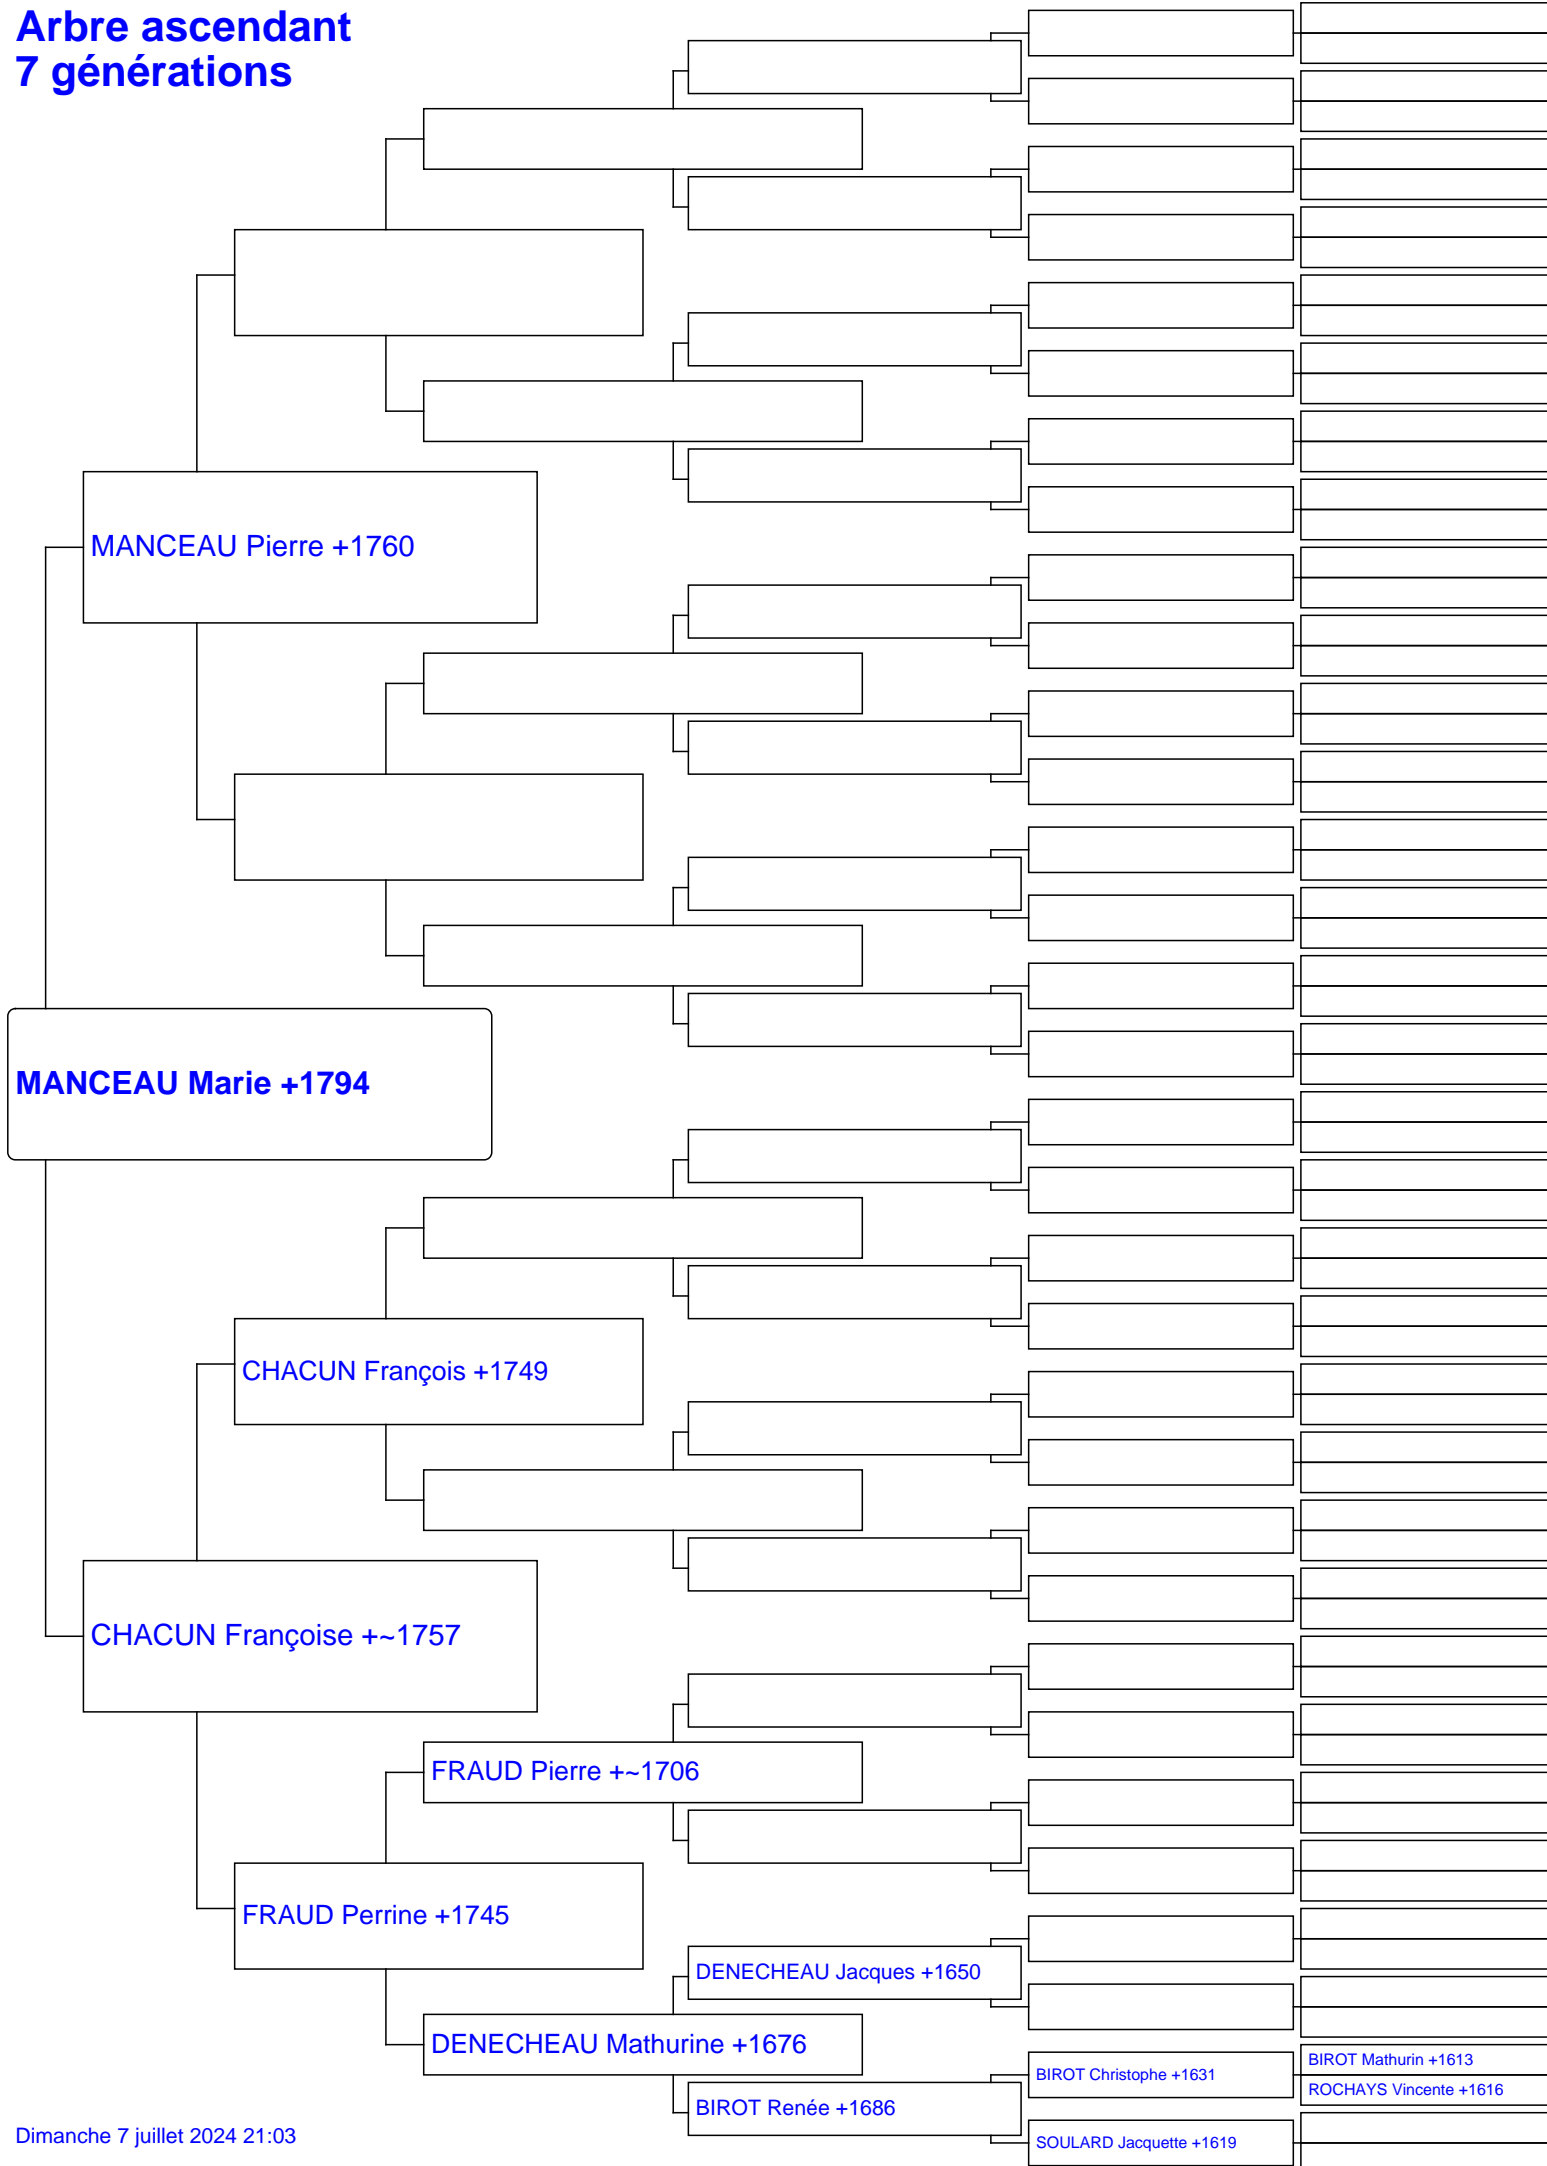 Arbre ascendant
7 générations
MANCEAU Pierre +1760
MANCEAU Marie +1794
CHACUN François +1749
CHACUN Françoise +~1757
FRAUD Pierre +~1706
FRAUD Perrine +1745
DENECHEAU Jacques +1650
DENECHEAU Mathurine +1676
BIROT Mathurin +1613
BIROT Christophe +1631
ROCHAYS Vincente +1616
BIROT Renée +1686
SOULARD Jacquette +1619
Dimanche 7 juillet 2024 21:03